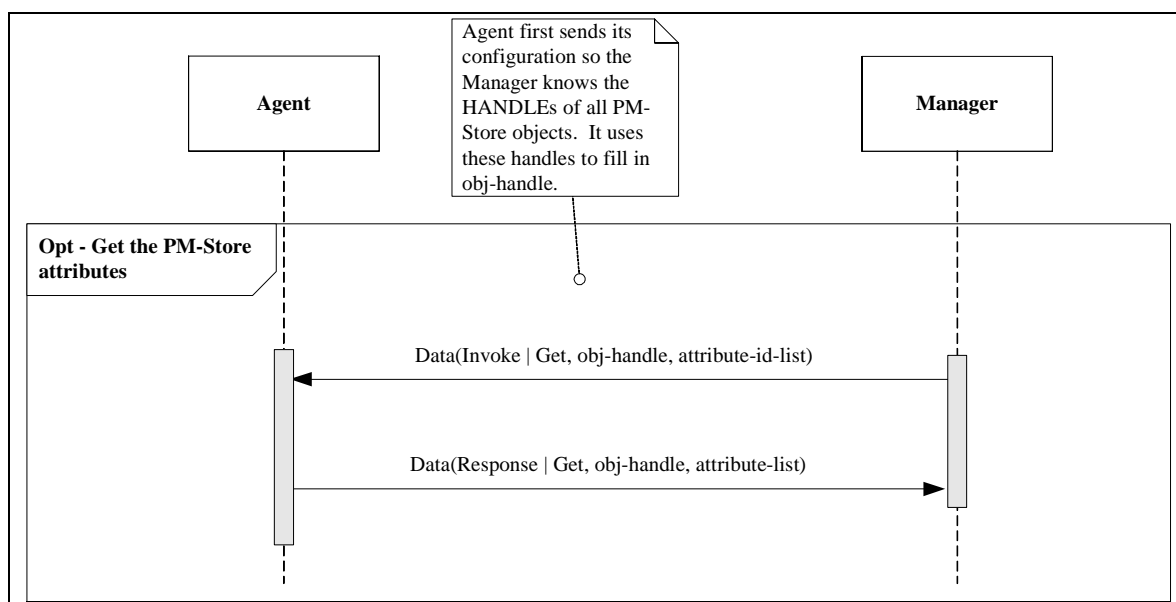 Agent first sends its
configuration so the
Manager knows the
HANDLEs of all PM-
Store objects.  It uses
these handles to fill in
obj-handle.
Agent
Manager
Opt - Get the PM-Store
attributes
Data(Invoke | Get, obj-handle, attribute-id-list)
Data(Response | Get, obj-handle, attribute-list)